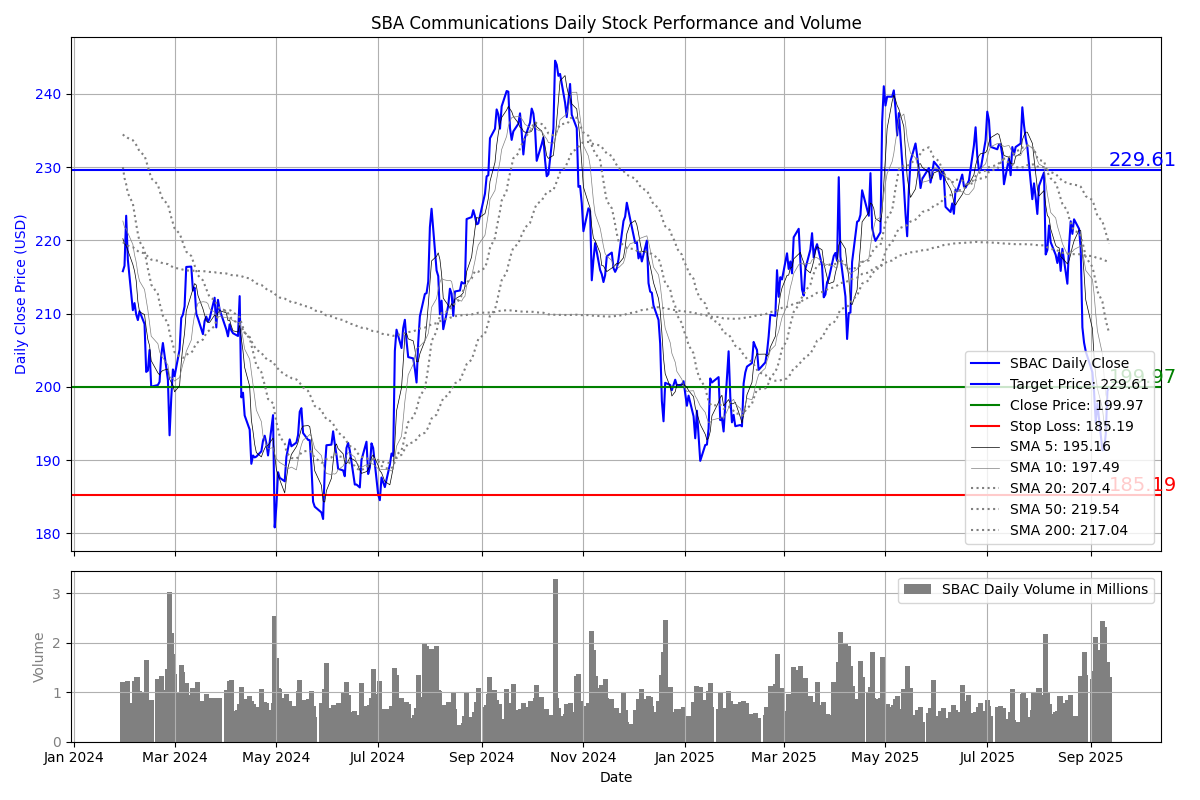 SBA Communications Daily Stock Performance and Volume
Daily Close Price (USD)
240
230
220
210
200
190
180
229.61
199.97
185.19
SBAC Daily Close
Target Price: 229.61
Close Price: 199.97
Stop Loss: 185.19
SMA 5: 195.16
SMA 10: 197.49
SMA 20: 207.4
SMA 50: 219.54
SMA 200: 217.04
Volume
3
2
1
0
SBAC Daily Volume in Millions
Jan 2024 Mar 2024 May 2024 Jul 2024 Sep 2024 Nov 2024 Jan 2025 Mar 2025 May 2025 Jul 2025 Sep 2025
Date